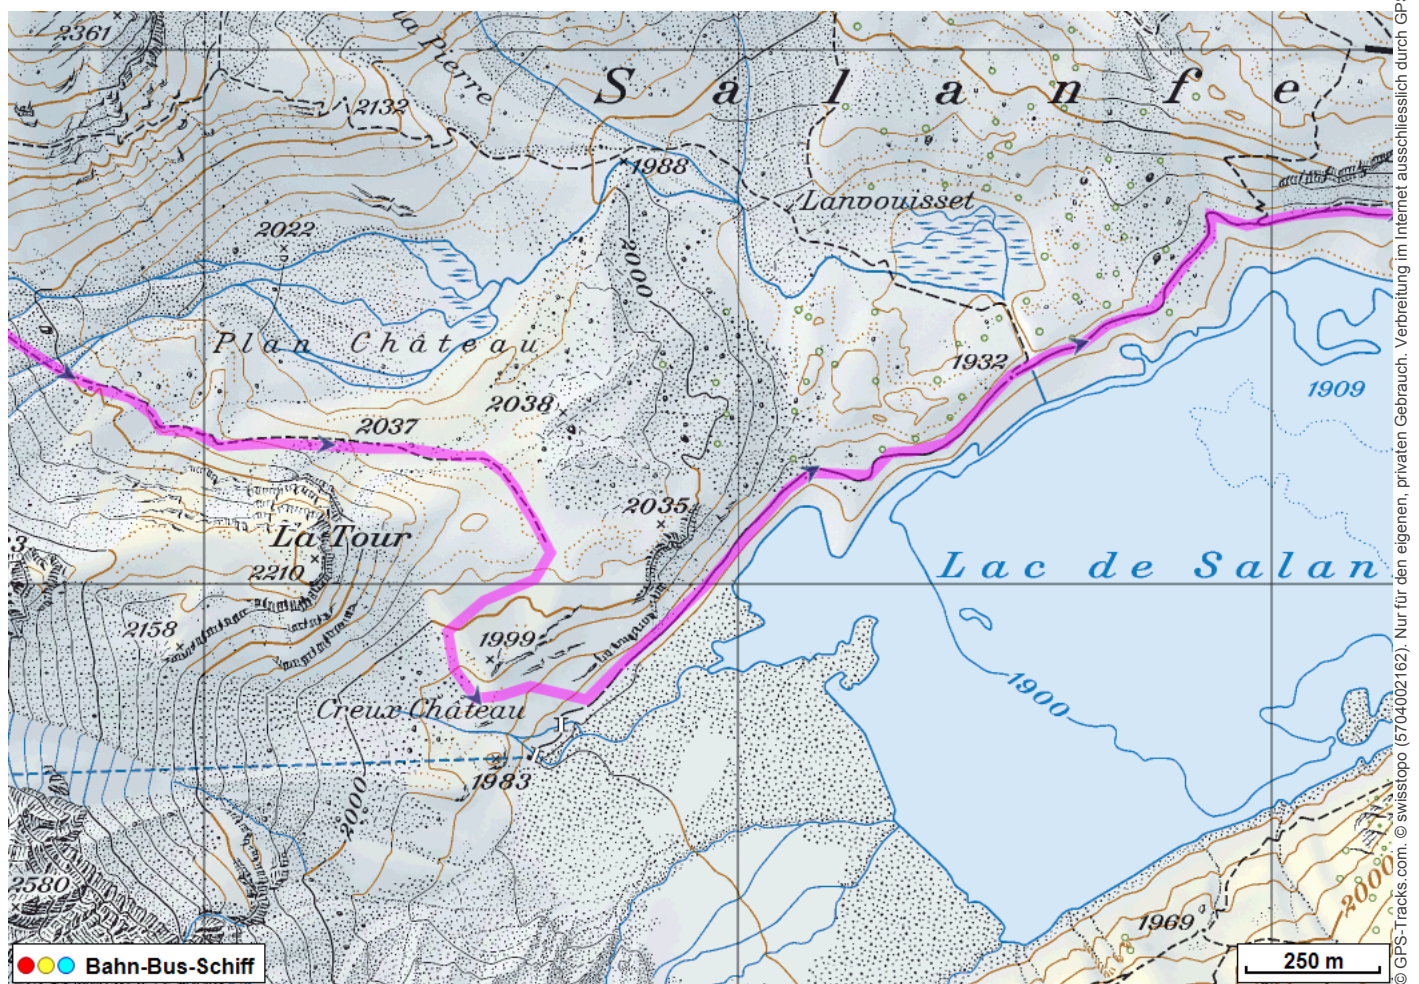 2361
la Pierre
2132
Salanfe
1988
Lanvouisset
2022
2000
Plan Château
1932
1909
2038
2037
2035
La Tour
2210
Lac de Salan
2158
1999
1900
Creux Château
1983
2000
2580
1969
2000
Bahn-Bus-Schiff
250 m
© GPS-Tracks.com. © swisstopo (5704002162). Nur für den eigenen, privaten Gebrauch. Verbreitung im Internet ausschliesslich durch GPS